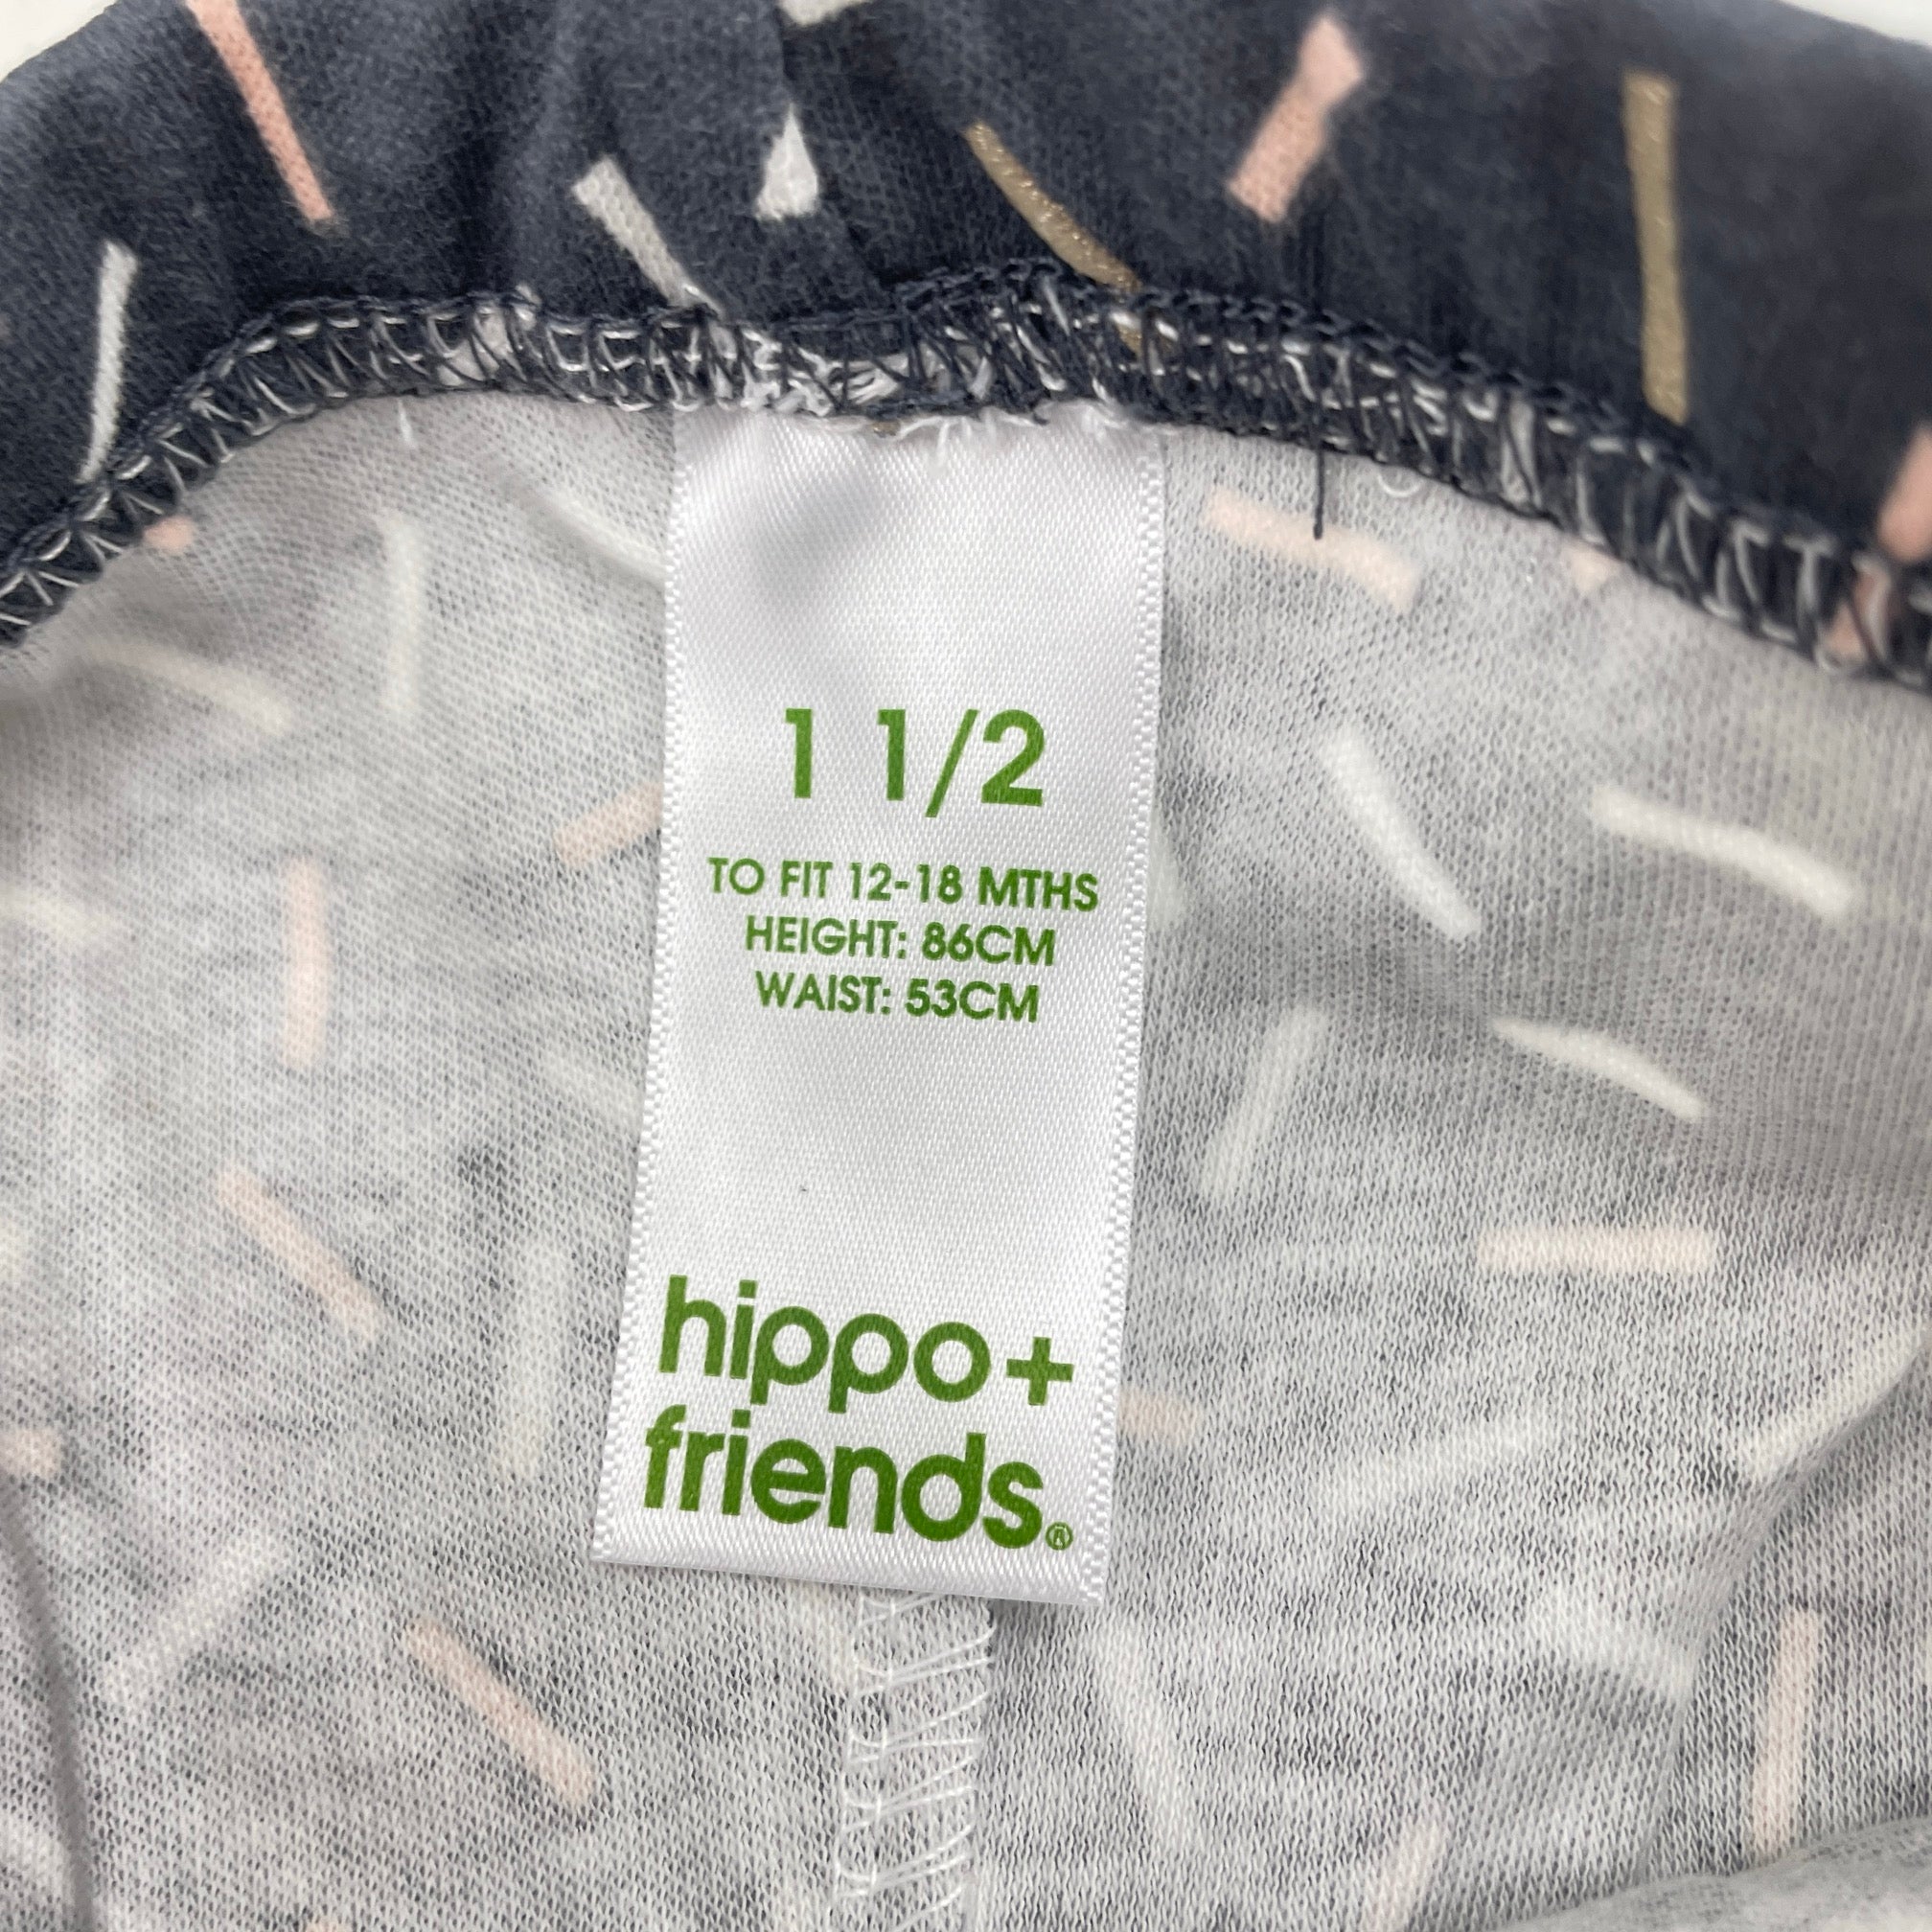 1 1/2
TO FIT 12-18 MTHS
HEIGHT: 86CM
WAIST: 53CM
hippo+
friends®